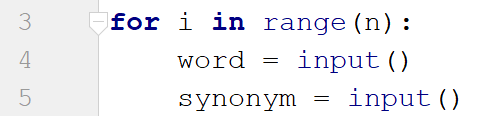 3 for i in range(n):
4     word = input()
5     synonym = input()